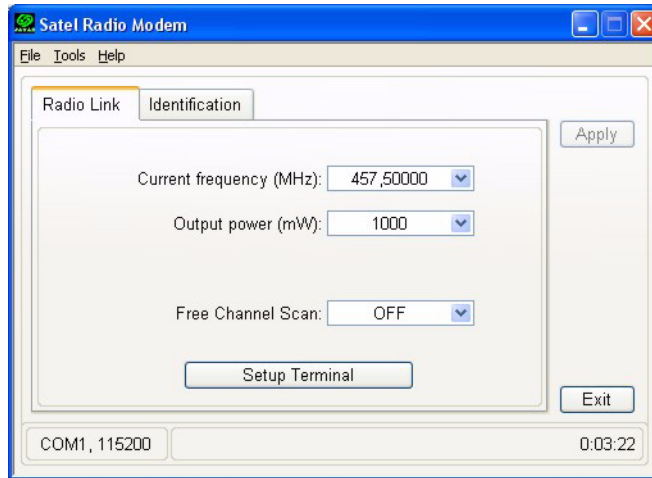 Satel Radio Modem
File Tools Help
Radio Link Identification
Apply
Current frequency (MHz): 457,50000
Output power (mW): 1000
Free Channel Scan: OFF
Setup Terminal
Exit
COM1, 115200 0:03:22